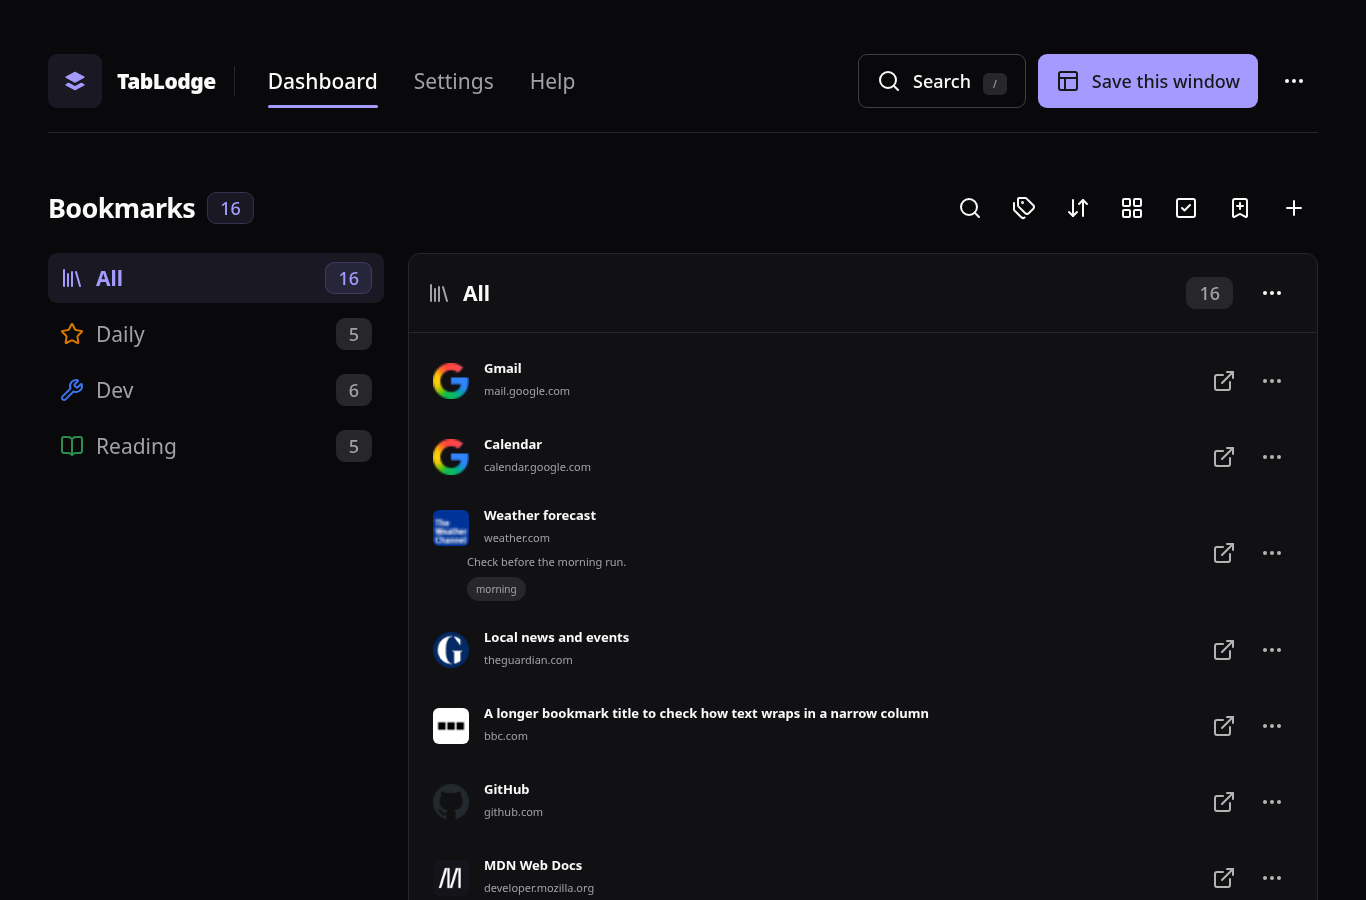 TabLodge
Dashboard
Settings
Help
Search /
Save this window
Bookmarks 16
All 16
Daily 5
Dev 6
Reading 5
All 16
Gmail
mail.google.com
Calendar
calendar.google.com
The
Weather
Channel
Weather forecast
weather.com
Check before the morning run.
morning
Local news and events
theguardian.com
A longer bookmark title to check how text wraps in a narrow column
bbc.com
GitHub
github.com
MDN Web Docs
developer.mozilla.org